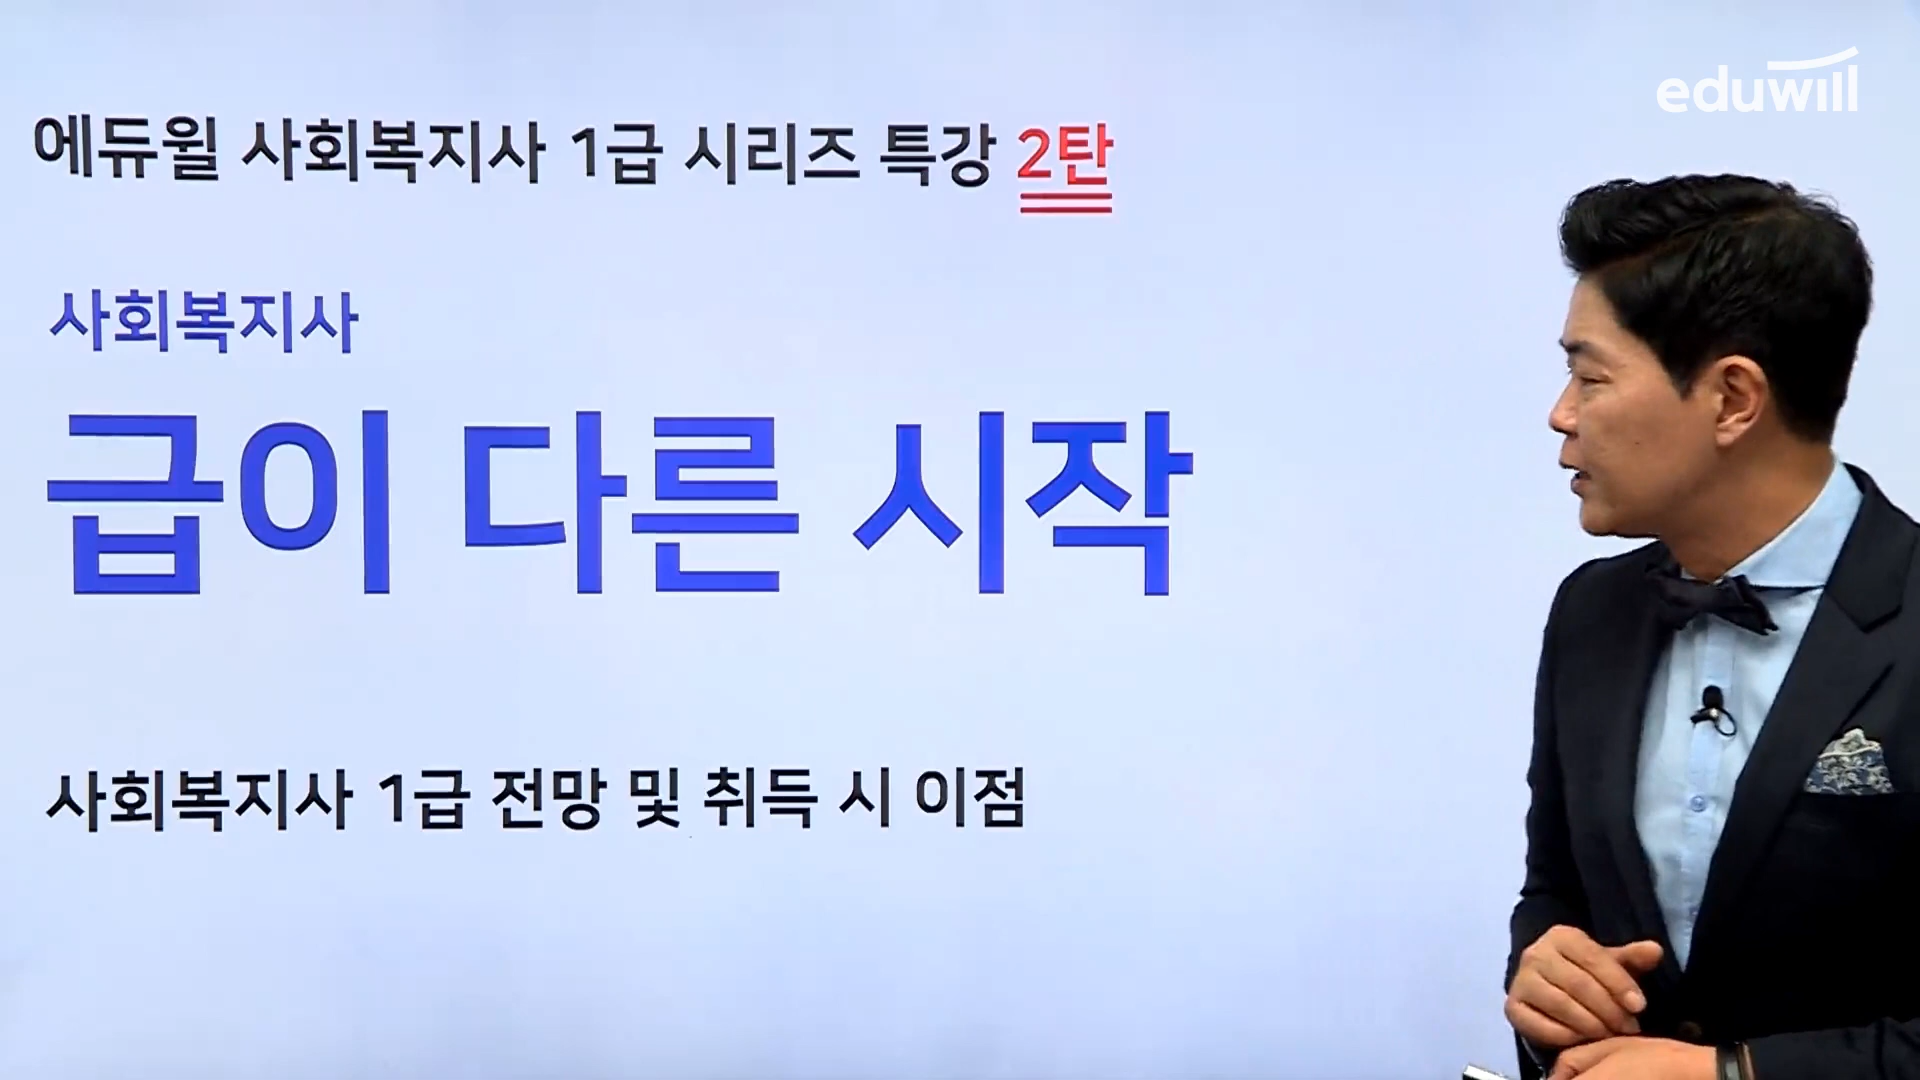 eduwill
에듀윌 사회복지사 1급 시리즈 특강 2탄
사회복지사
급이 다른 시작
사회복지사 1급 전망 및 취득 시 이점